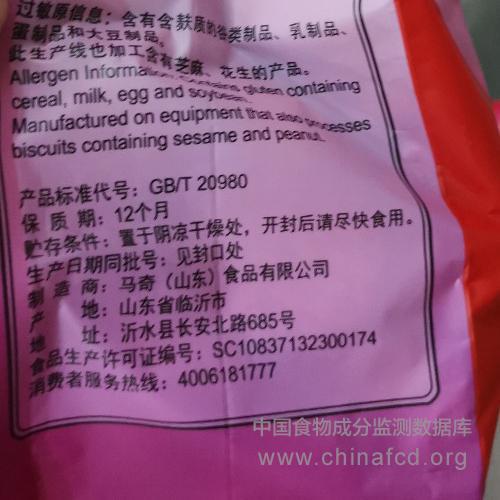 过敏原信息：含有含麸质的谷类制品、乳制品、
蛋制品和大豆制品。
此生产线也加工含有芝麻、花生的产品。
Allergen Information: Contains gluten containing
cereal, milk, egg and soybean.
Manufactured on equipment that also processes
biscuits containing sesame and peanut.
产品标准代号：GB/T 20980
保 质 期：12个月
贮存条件：置于阴凉干燥处，开封后请尽快食用。
生产日期同批号：见封口处
制 造 商：马奇（山东）食品有限公司
产 地：山东省临沂市
地 址：沂水县长安北路685号
食品生产许可证编号：SC10837132300174
消费者服务热线：4006181777
中国食物成分监测数据库
www.chinafcd.org